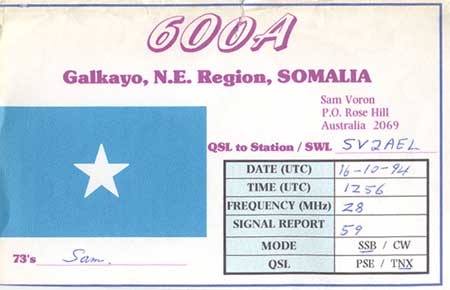 600A
Galkayo, N.E. Region, SOMALIA
Sam Voron
P.O. Rose Hill
Australia 2069
QSL to Station / SWL SV2AEL
DATE (UTC) 16-10-94
TIME (UTC) 1256
FREQUENCY (MHz) 28
SIGNAL REPORT 59
MODE SSB / CW
QSL PSE / TNX
73's Sam.